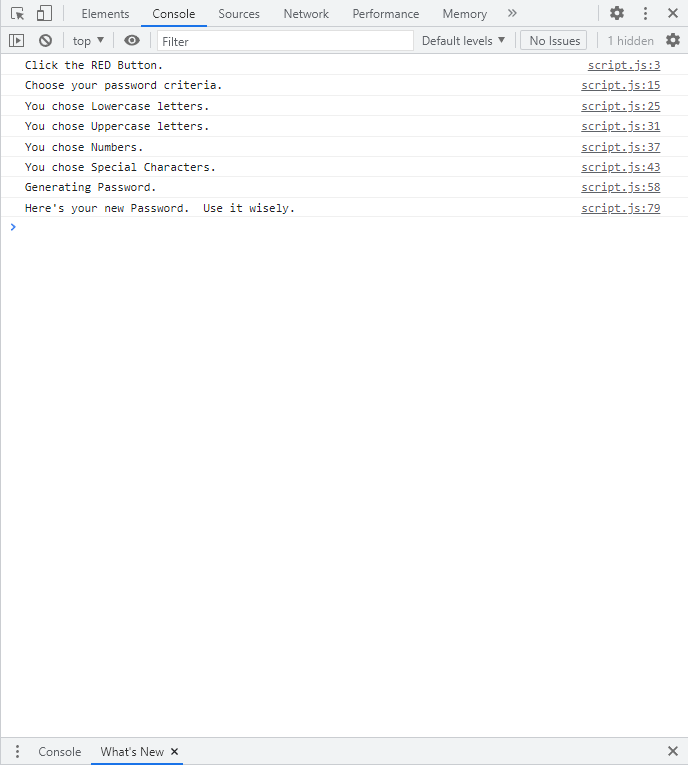 Elements Console Sources Network Performance Memory »
top ▼ Filter Default levels ▼ No Issues 1 hidden
Click the RED Button. script.js:3
Choose your password criteria. script.js:15
You chose Lowercase letters. script.js:25
You chose Uppercase letters. script.js:31
You chose Numbers. script.js:37
You chose Special Characters. script.js:43
Generating Password. script.js:58
Here's your new Password.  Use it wisely. script.js:79
Console What's New